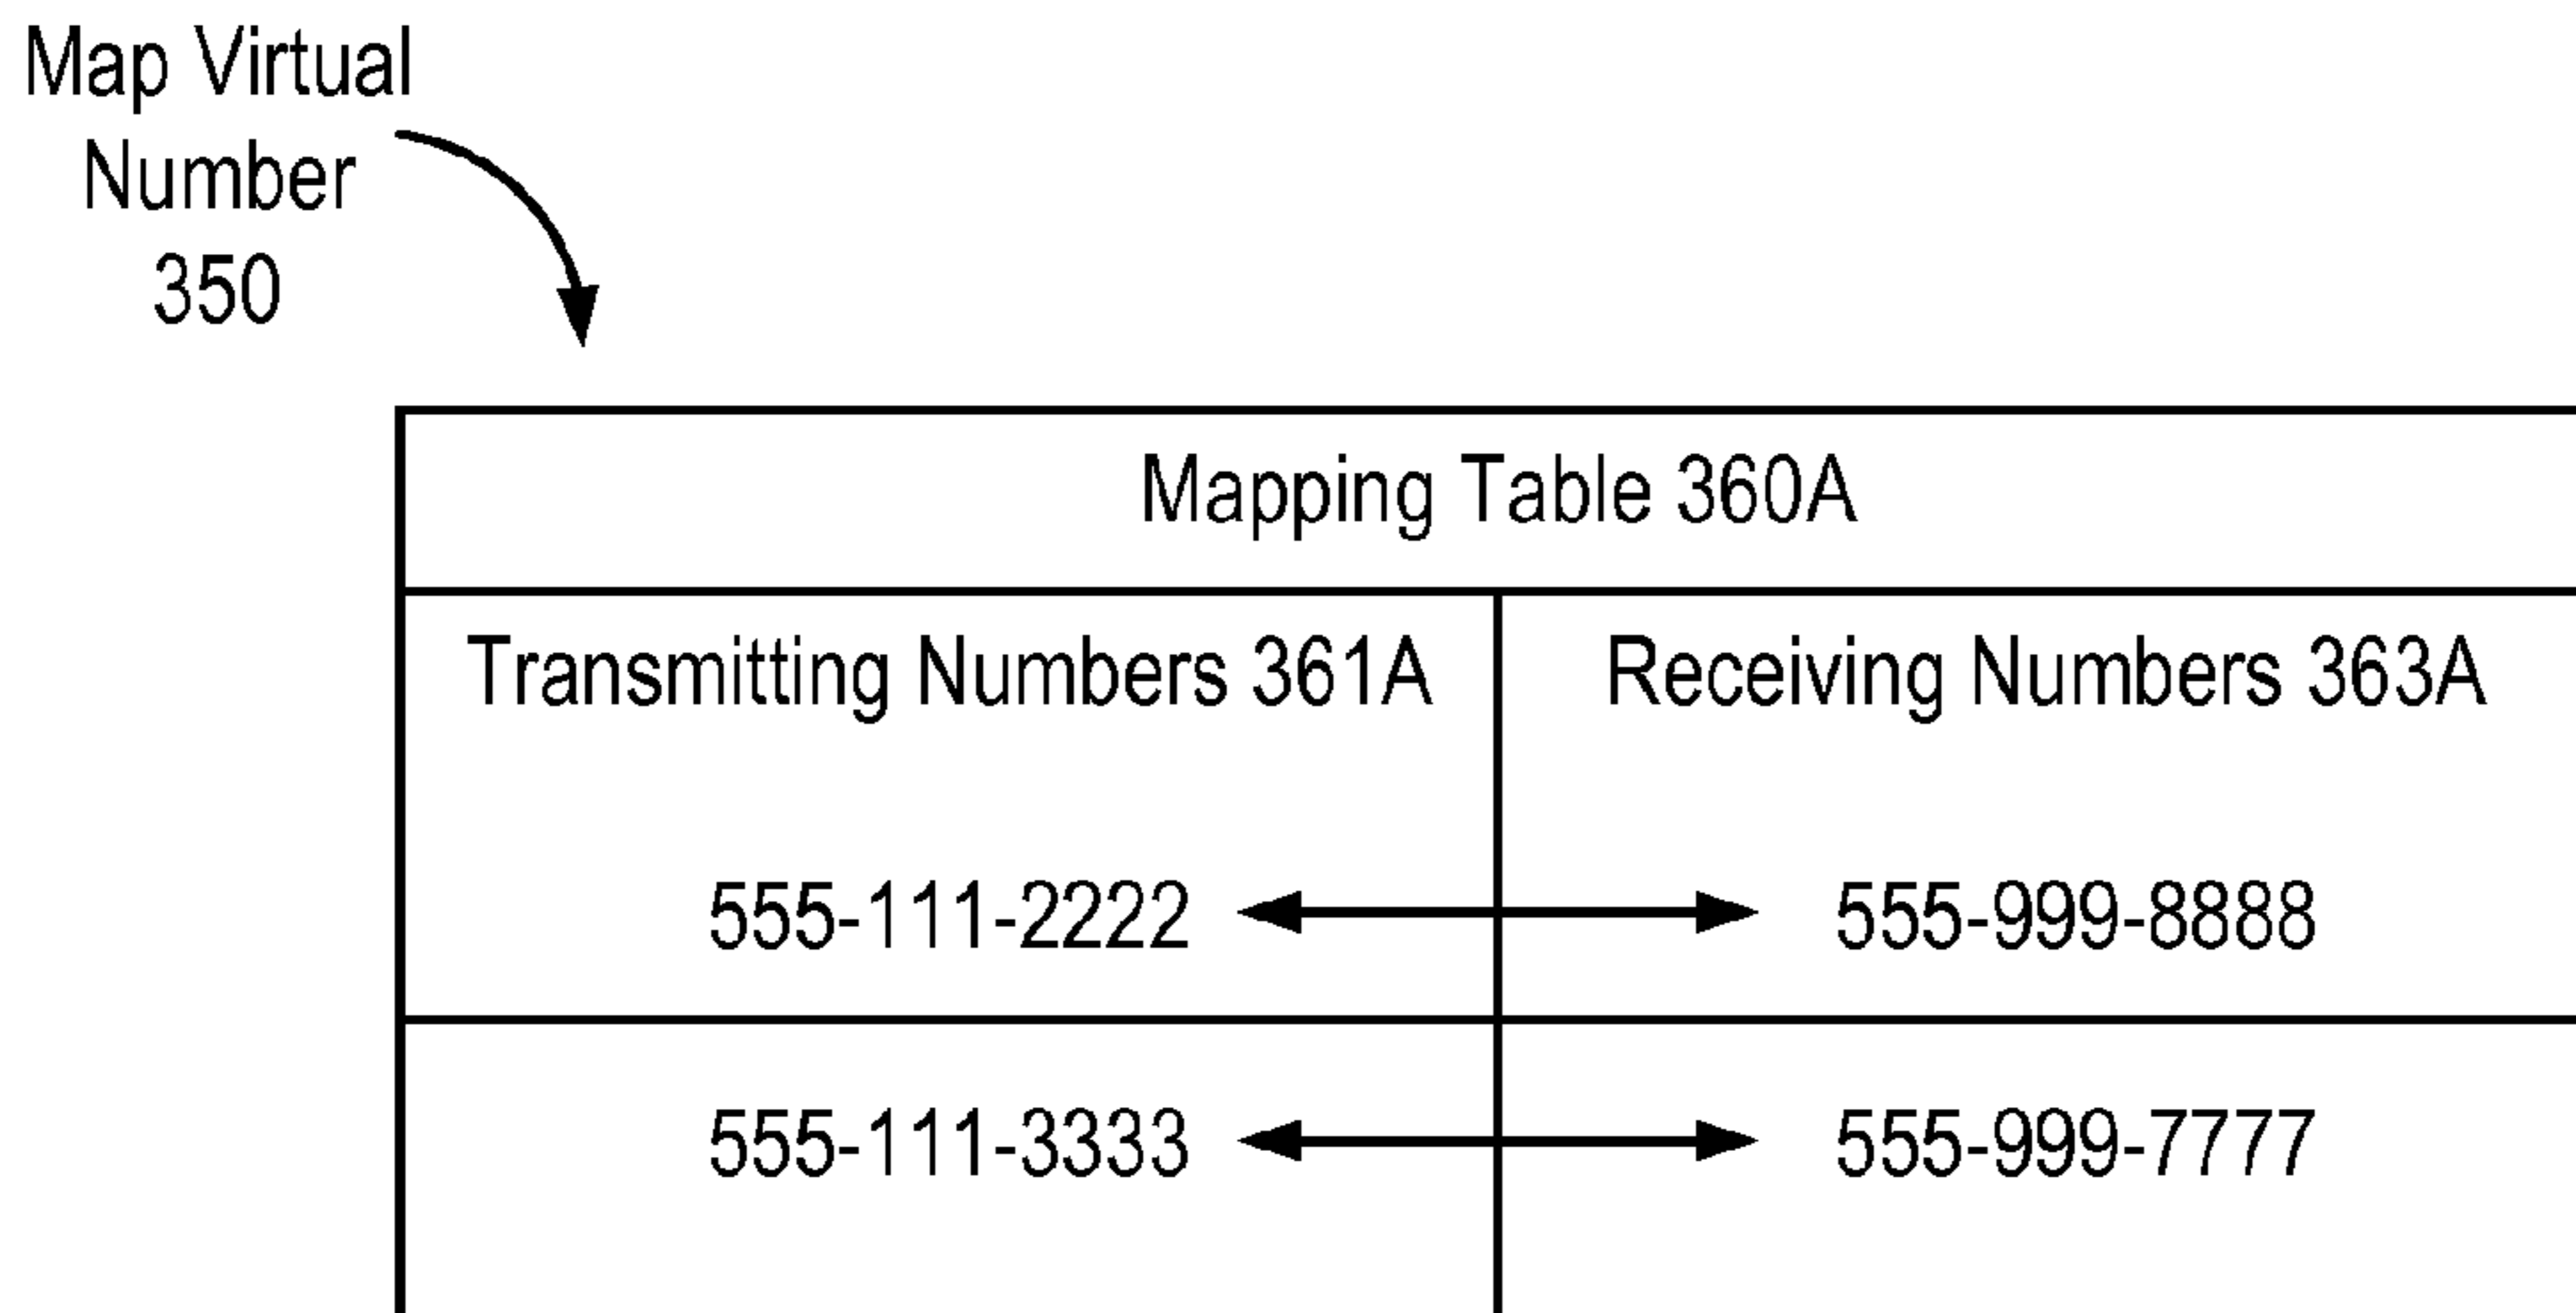 Map Virtual
Number
350
Mapping Table 360A
Transmitting Numbers 361A
Receiving Numbers 363A
555-111-2222
555-999-8888
555-111-3333
555-999-7777